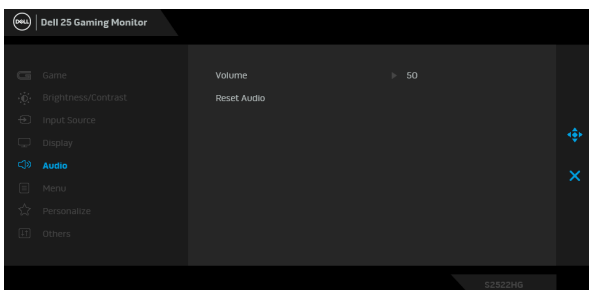 DELL Dell 25 Gaming Monitor
Game
Volume 50
Brightness/Contrast
Reset Audio
Input Source
Display
Audio
Menu
Personalize
Others
S2522HG